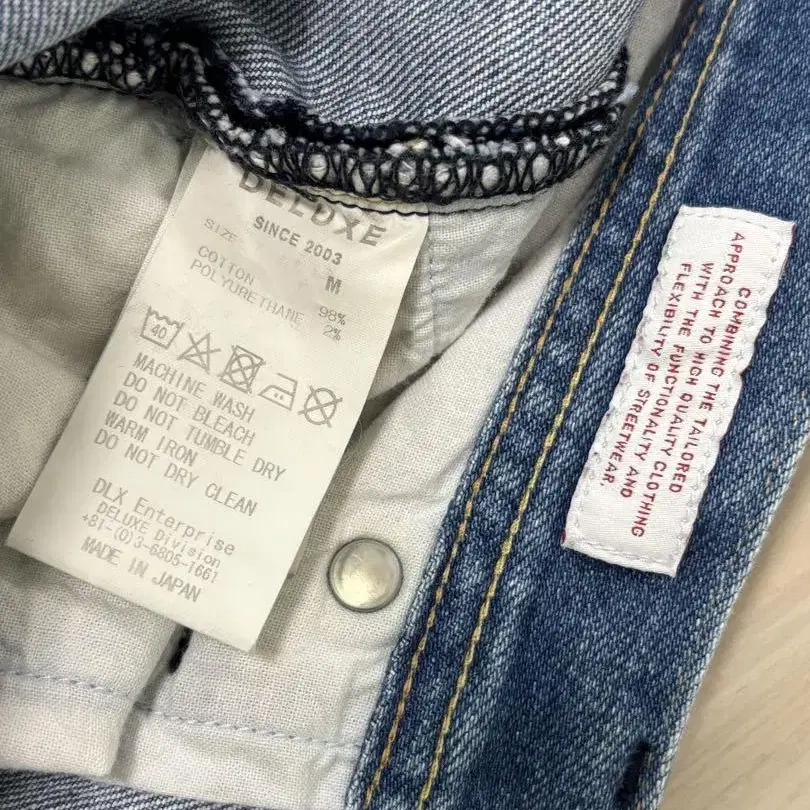 DELUXE
SINCE 2003
SIZE M
COTTON 98%
POLYURETHANE 2%
40
MACHINE WASH
DO NOT BLEACH
DO NOT TUMBLE DRY
WARM IRON
DO NOT DRY CLEAN
DLX Enterprise
DELUXE Division
+81-(0)3-6805-1661
MADE IN JAPAN
COMBINING THE TAILORED
APPROACH TO HIGH QUALITY CLOTHING
WITH THE FUNCTIONALITY AND
FLEXIBILITY OF STREETWEAR.